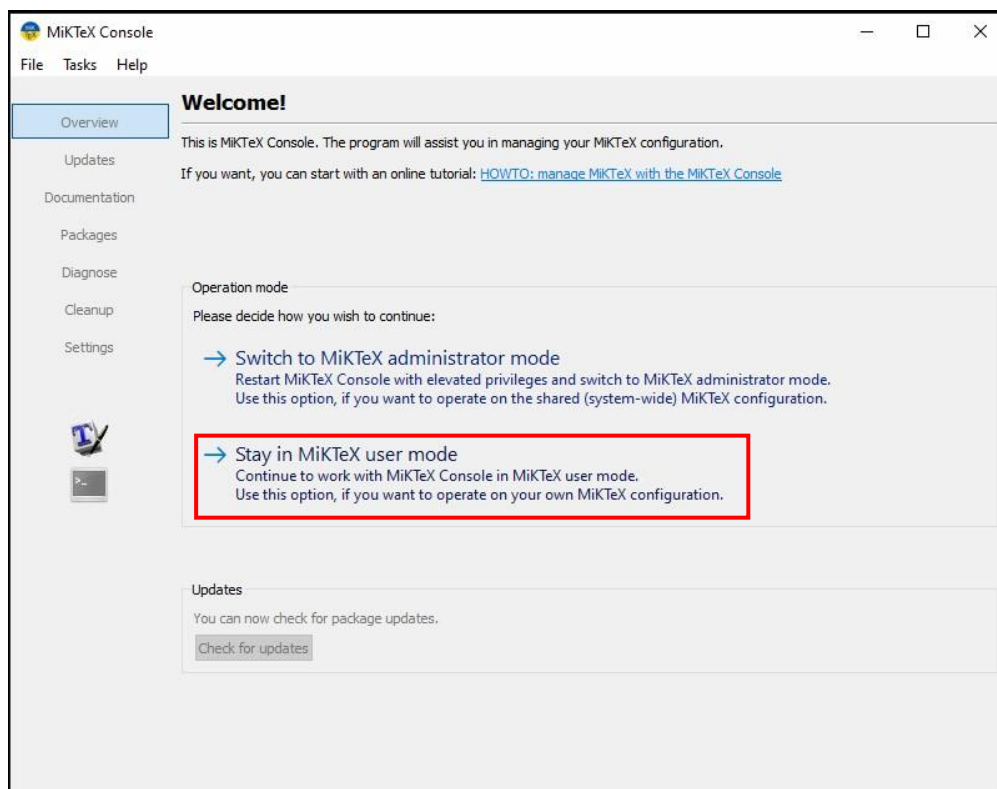 MiKTeX Console
File Tasks Help
Overview
Updates
Documentation
Packages
Diagnose
Cleanup
Settings
Welcome!
This is MiKTeX Console. The program will assist you in managing your MiKTeX configuration.
If you want, you can start with an online tutorial: HOWTO: manage MiKTeX with the MiKTeX Console
Operation mode
Please decide how you wish to continue:
Switch to MiKTeX administrator mode
Restart MiKTeX Console with elevated privileges and switch to MiKTeX administrator mode.
Use this option, if you want to operate on the shared (system-wide) MiKTeX configuration.
Stay in MiKTeX user mode
Continue to work with MiKTeX Console in MiKTeX user mode.
Use this option, if you want to operate on your own MiKTeX configuration.
Updates
You can now check for package updates.
Check for updates